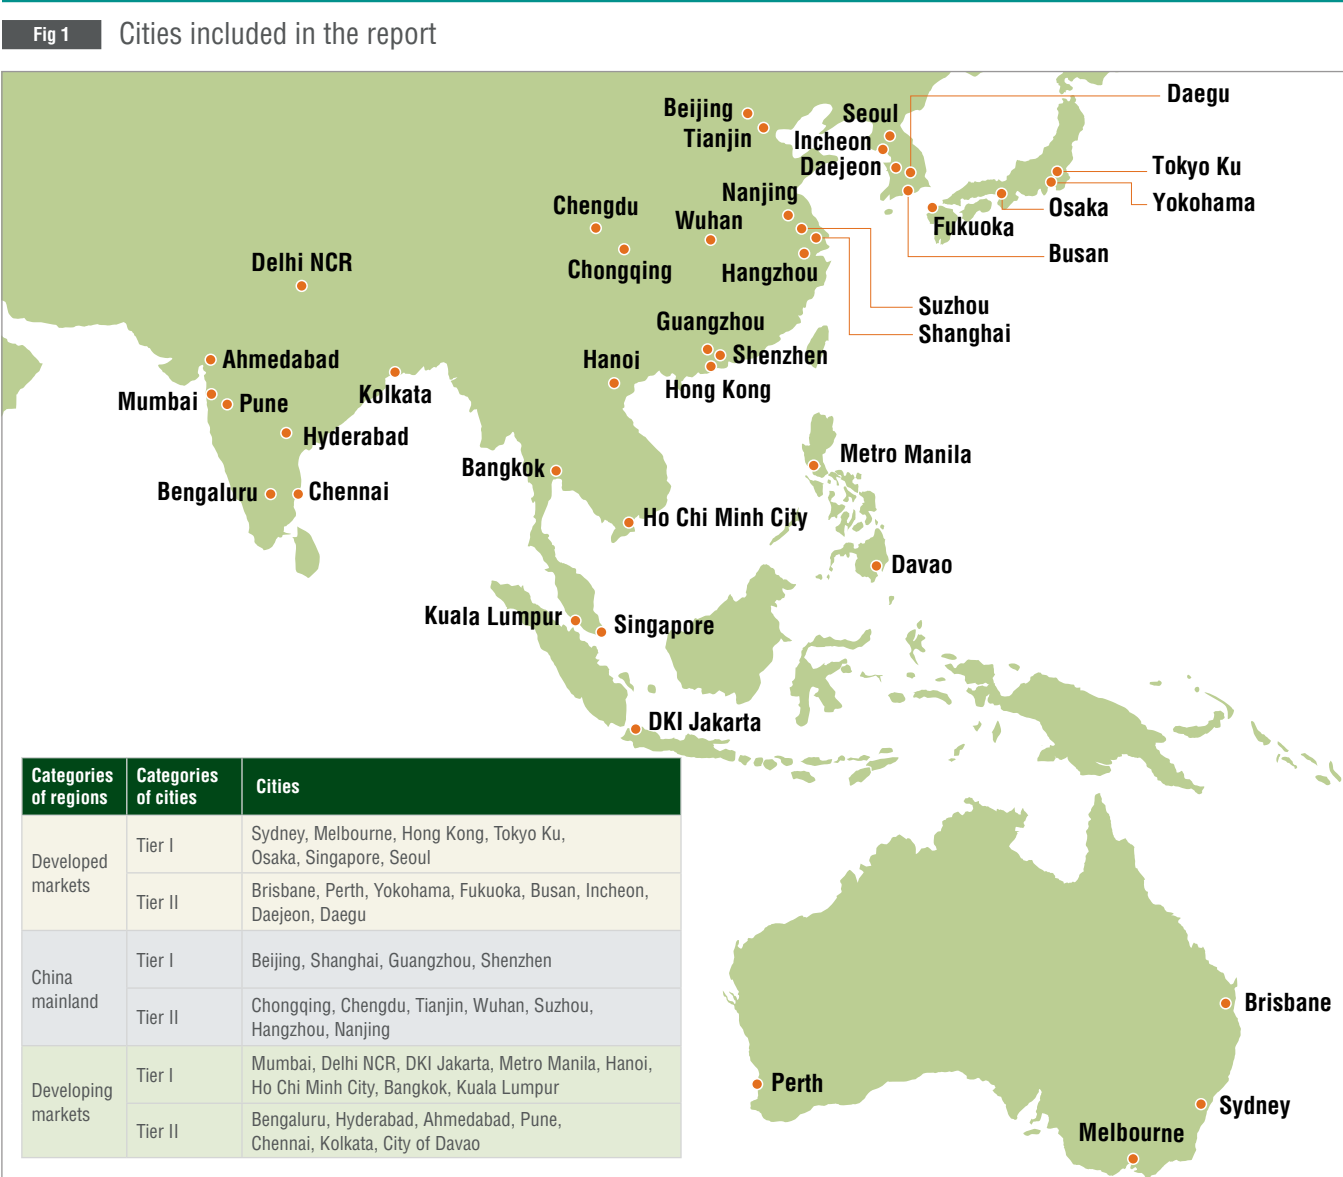 Fig 1
Cities included in the report
Daegu
Beijing
Seoul
Tianjin
Incheon
Daejeon
Tokyo Ku
Nanjing
Yokohama
Chengdu
Osaka
Wuhan
Fukuoka
Busan
Delhi NCR
Chongqing
Hangzhou
Suzhou
Guangzhou
Shanghai
Ahmedabad
Hanoi
Shenzhen
Hong Kong
Kolkata
Mumbai
Pune
Hyderabad
Metro Manila
Bangkok
Bengaluru
Chennai
Ho Chi Minh City
Davao
Kuala Lumpur
Singapore
DKI Jakarta
Categories of regions
Categories of cities
Cities
Developed markets
Tier I
Sydney, Melbourne, Hong Kong, Tokyo Ku,
Osaka, Singapore, Seoul
Tier II
Brisbane, Perth, Yokohama, Fukuoka, Busan, Incheon,
Daejeon, Daegu
China mainland
Tier I
Beijing, Shanghai, Guangzhou, Shenzhen
Tier II
Chongqing, Chengdu, Tianjin, Wuhan, Suzhou,
Hangzhou, Nanjing
Developing markets
Tier I
Mumbai, Delhi NCR, DKI Jakarta, Metro Manila, Hanoi,
Ho Chi Minh City, Bangkok, Kuala Lumpur
Tier II
Bengaluru, Hyderabad, Ahmedabad, Pune,
Chennai, Kolkata, City of Davao
Brisbane
Perth
Sydney
Melbourne